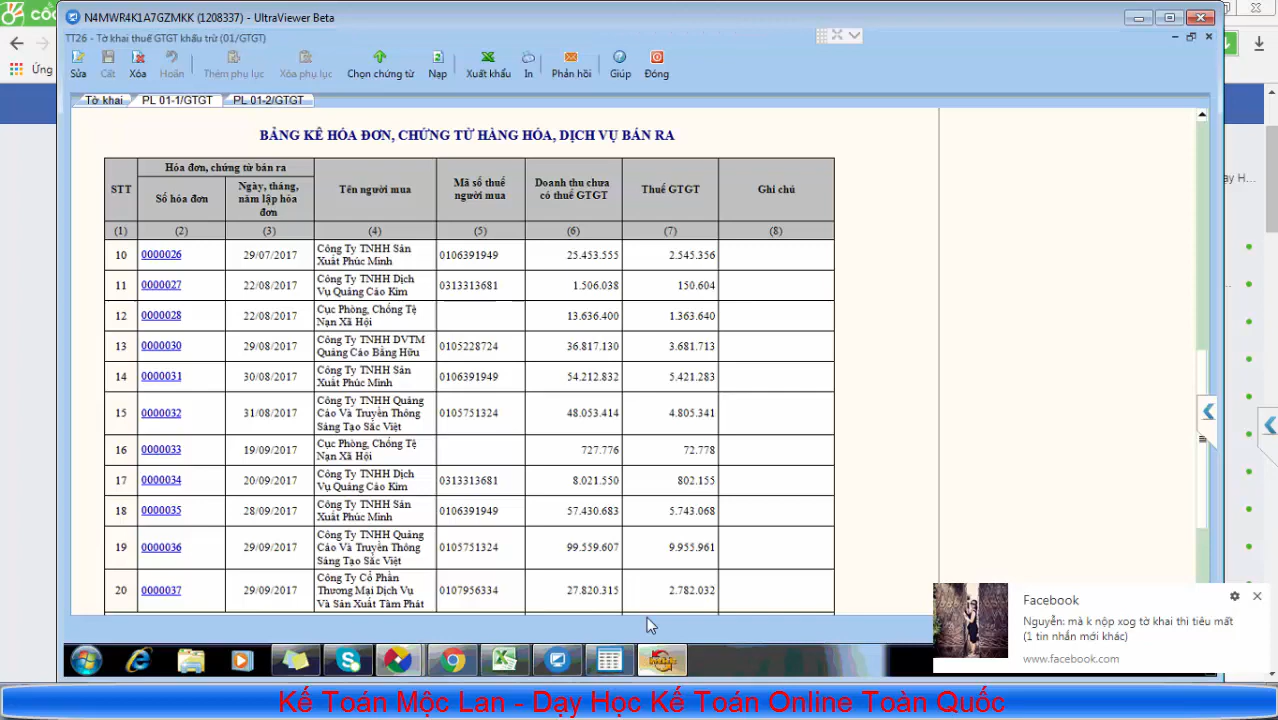 CỐC
N4MWR4K1A7GZMKK (1208337) - UltraViewer Beta
TT26 - Tờ khai thuế GTGT khấu trừ (01/GTGT)
Sửa Cất Xóa Hoãn Thêm phụ lục Xóa phụ lục Chọn chứng từ Nạp Xuất khẩu In Phản hồi Giúp Đóng
Ứng
Tờ khai PL 01-1/GTGT PL 01-2/GTGT
BẢNG KÊ HÓA ĐƠN, CHỨNG TỪ HÀNG HÓA, DỊCH VỤ BÁN RA
STT
Hóa đơn, chứng từ bán ra
Số hóa đơn
Ngày, tháng,
năm lập hóa
đơn
Tên người mua
Mã số thuế
người mua
Doanh thu chưa
có thuế GTGT
Thuế GTGT
Ghi chú
(1) (2) (3) (4) (5) (6) (7) (8)
10 0000026 29/07/2017 Công Ty TNHH Sản
Xuất Phúc Minh 0106391949 25.453.555 2.545.356
11 0000027 22/08/2017 Công Ty TNHH Dịch
Vụ Quảng Cáo Kim 0313313681 1.506.038 150.604
12 0000028 22/08/2017 Cục Phòng, Chống Tệ
Nạn Xã Hội 13.636.400 1.363.640
13 0000030 29/08/2017 Công Ty TNHH DVTM
Quảng Cáo Bằng Hữu 0105228724 36.817.130 3.681.713
14 0000031 30/08/2017 Công Ty TNHH Sản
Xuất Phúc Minh 0106391949 54.212.832 5.421.283
15 0000032 31/08/2017 Công Ty TNHH Quảng
Cáo Và Truyền Thông
Sáng Tạo Sắc Việt 0105751324 48.053.414 4.805.341
16 0000033 19/09/2017 Cục Phòng, Chống Tệ
Nạn Xã Hội 727.776 72.778
17 0000034 20/09/2017 Công Ty TNHH Dịch
Vụ Quảng Cáo Kim 0313313681 8.021.550 802.155
18 0000035 28/09/2017 Công Ty TNHH Sản
Xuất Phúc Minh 0106391949 57.430.683 5.743.068
19 0000036 29/09/2017 Công Ty TNHH Quảng
Cáo Và Truyền Thông
Sáng Tạo Sắc Việt 0105751324 99.559.607 9.955.961
20 0000037 29/09/2017 Công Ty Cổ Phần
Thương Mại Dịch Vụ
Và Sản Xuất Tâm Phát 0107956334 27.820.315 2.782.032
ạy H...
Facebook
Nguyễn: mà k nộp xog tờ khai thì tiêu mất
(1 tin nhắn mới khác)
www.facebook.com
Kế Toán Mộc Lan - Dạy Học Kế Toán Online Toàn Quốc